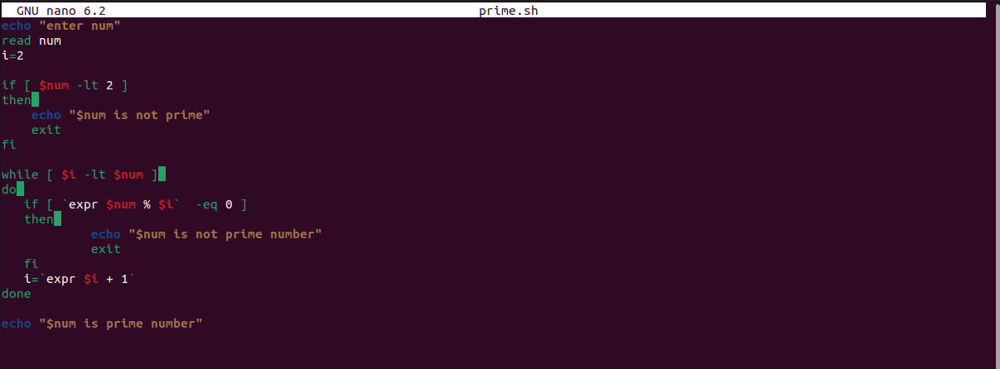 GNU nano 6.2 prime.sh
echo "enter num"
read num
i=2
if [ $num -lt 2 ]
then
echo "$num is not prime"
exit
fi
while [ $i -lt $num ]
do
if [ `expr $num % $i`  -eq 0 ]
then
echo "$num is not prime number"
exit
fi
i=`expr $i + 1`
done
echo "$num is prime number"